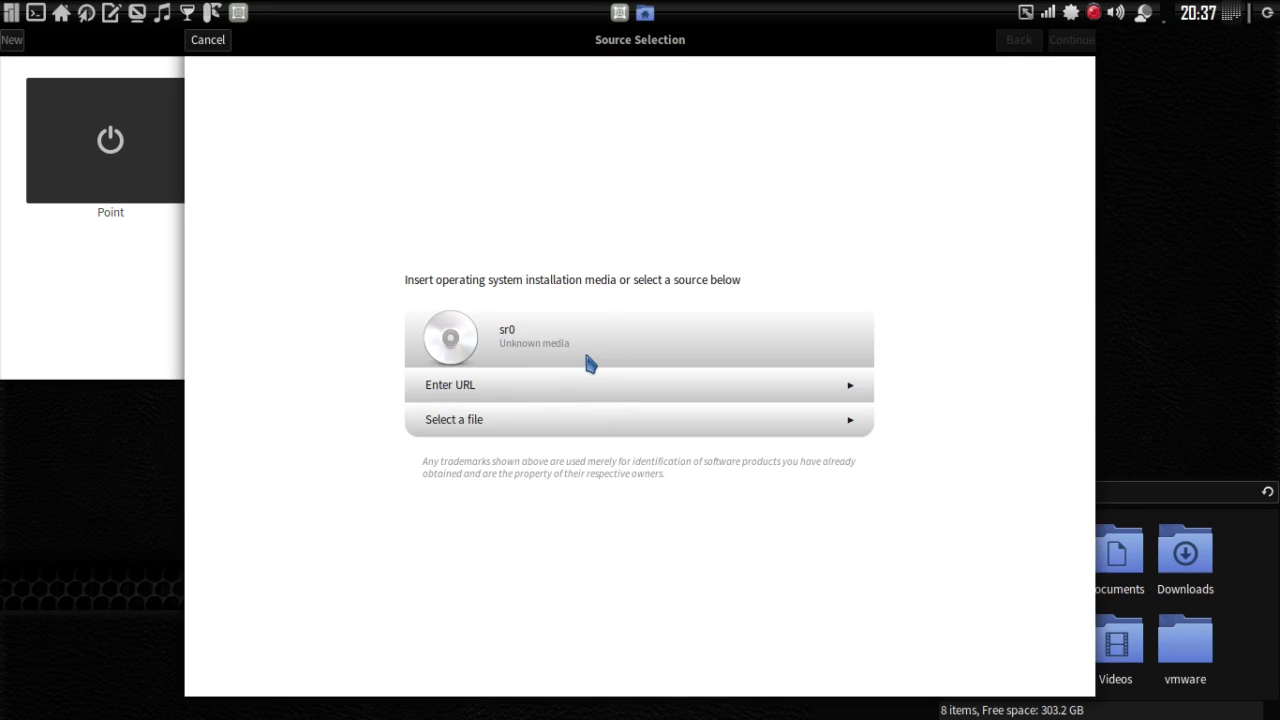 20:37
New
Cancel
Source Selection
Back
Continue
Point
Insert operating system installation media or select a source below
sr0
Unknown media
Enter URL
Select a file
Any trademarks shown above are used merely for identification of software products you have already
obtained and are the property of their respective owners.
ocuments
Downloads
Videos
vmware
8 items, Free space: 303.2 GB